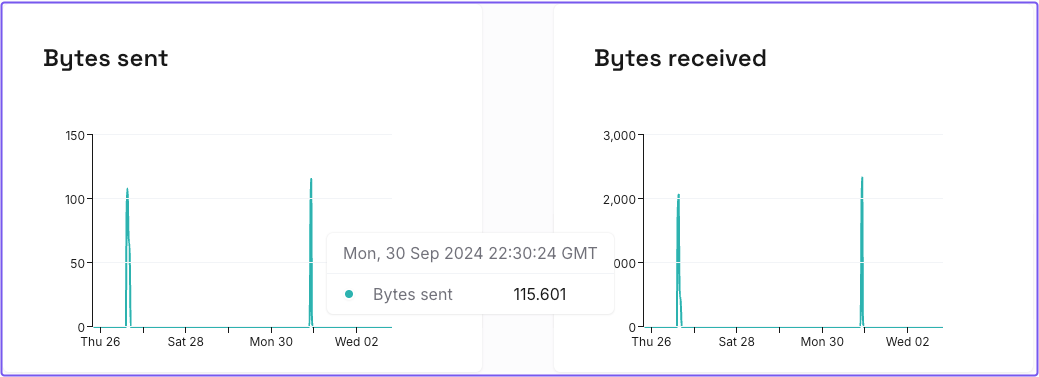 Bytes sent
150
100
50
0
Thu 26 Sat 28 Mon 30 Wed 02
Mon, 30 Sep 2024 22:30:24 GMT
Bytes sent 115.601
Bytes received
3,000
2,000
000
0
Thu 26 Sat 28 Mon 30 Wed 02